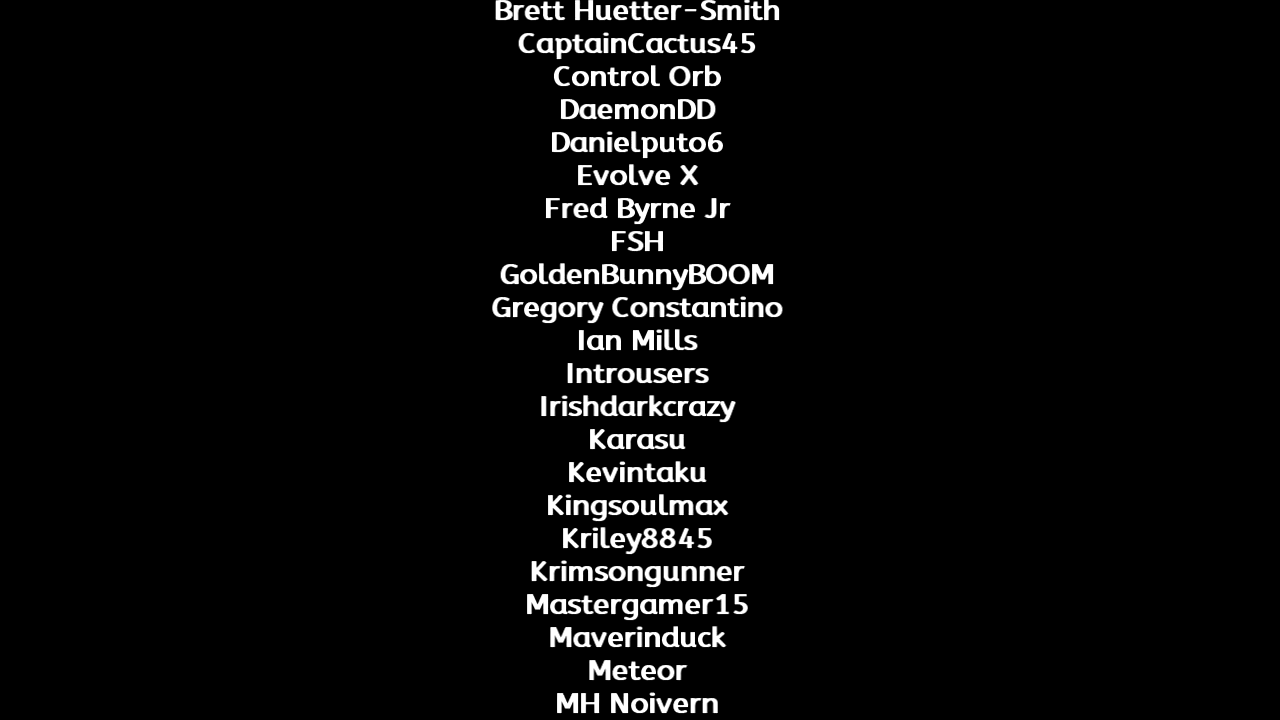 Brett Huetter-Smith
CaptainCactus45
Control Orb
DaemonDD
Danielputo6
Evolve X
Fred Byrne Jr
FSH
GoldenBunnyBOOM
Gregory Constantino
Ian Mills
Introusers
Irishdarkcrazy
Karasu
Kevintaku
Kingsoulmax
Kriley8845
Krimsongunner
Mastergamer15
Maverinduck
Meteor
MH Noivern